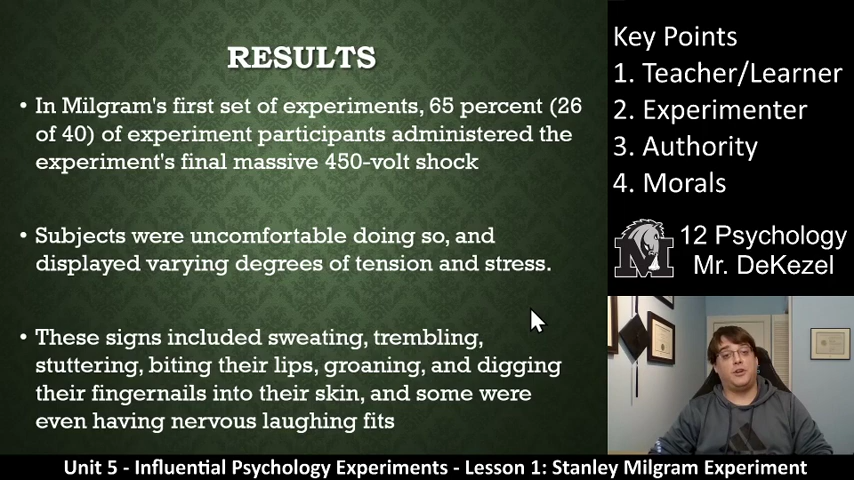 RESULTS
• In Milgram's first set of experiments, 65 percent (26
of 40) of experiment participants administered the
experiment's final massive 450-volt shock
• Subjects were uncomfortable doing so, and
displayed varying degrees of tension and stress.
• These signs included sweating, trembling,
stuttering, biting their lips, groaning, and digging
their fingernails into their skin, and some were
even having nervous laughing fits
Key Points
1. Teacher/Learner
2. Experimenter
3. Authority
4. Morals
M
12 Psychology
Mr. DeKezel
Unit 5 - Influential Psychology Experiments - Lesson 1: Stanley Milgram Experiment